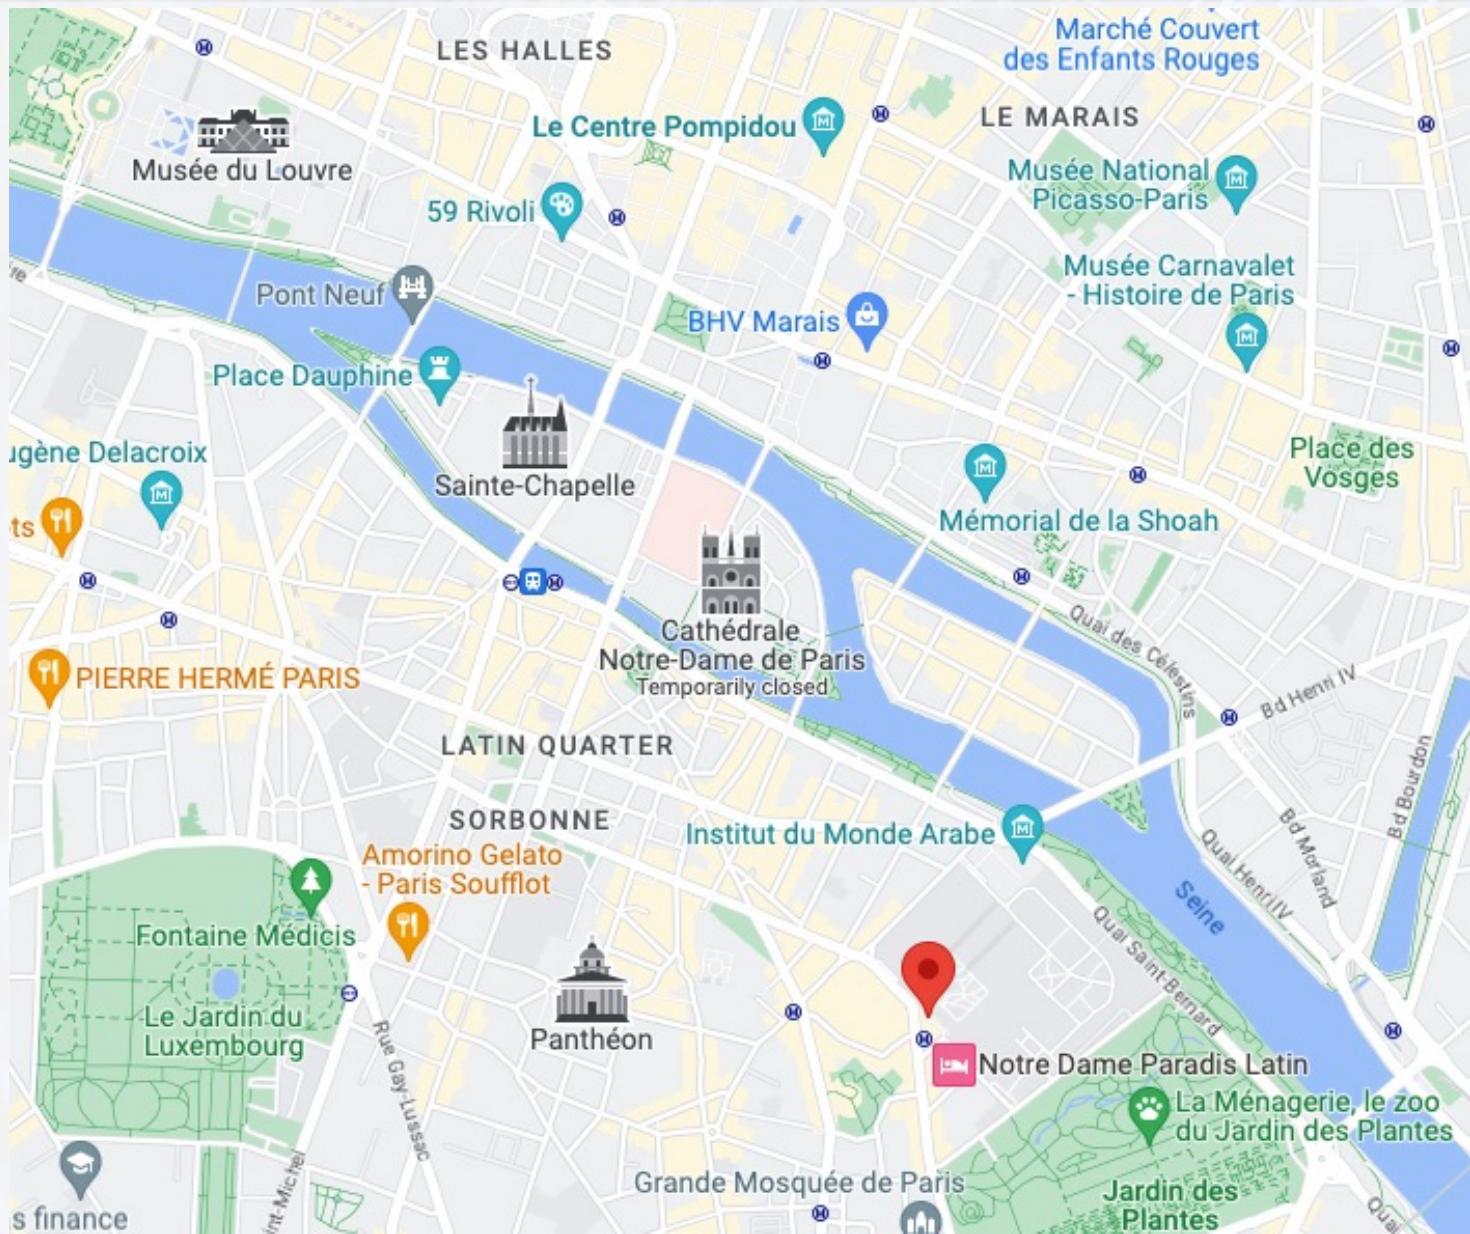 Marché Couvert
des Enfants Rouges
LES HALLES
LE MARAIS
Le Centre Pompidou
Musée du Louvre
Musée National
Picasso-Paris
59 Rivoli
Musée Carnavalet
- Histoire de Paris
Pont Neuf
BHV Marais
Place Dauphine
ugène Delacroix
Place des
Vosges
Sainte-Chapelle
Mémorial de la Shoah
ts
Cathédrale
Notre-Dame de Paris
Temporarily closed
Quai des Célestins
Bd Henri IV
PIERRE HERMÉ PARIS
LATIN QUARTER
Bd Bourdon
SORBONNE
Institut du Monde Arabe
Bd Morland
Quai Henri IV
Amorino Gelato
- Paris Soufflot
Seine
Fontaine Médicis
Quai Saint-Bernard
Le Jardin du
Luxembourg
Panthéon
Rue Gay-Lussac
Notre Dame Paradis Latin
La Ménagerie, le zoo
du Jardin des Plantes
Grande Mosquée de Paris
Jardin des
Plantes
s finance
int-Michel
Quai